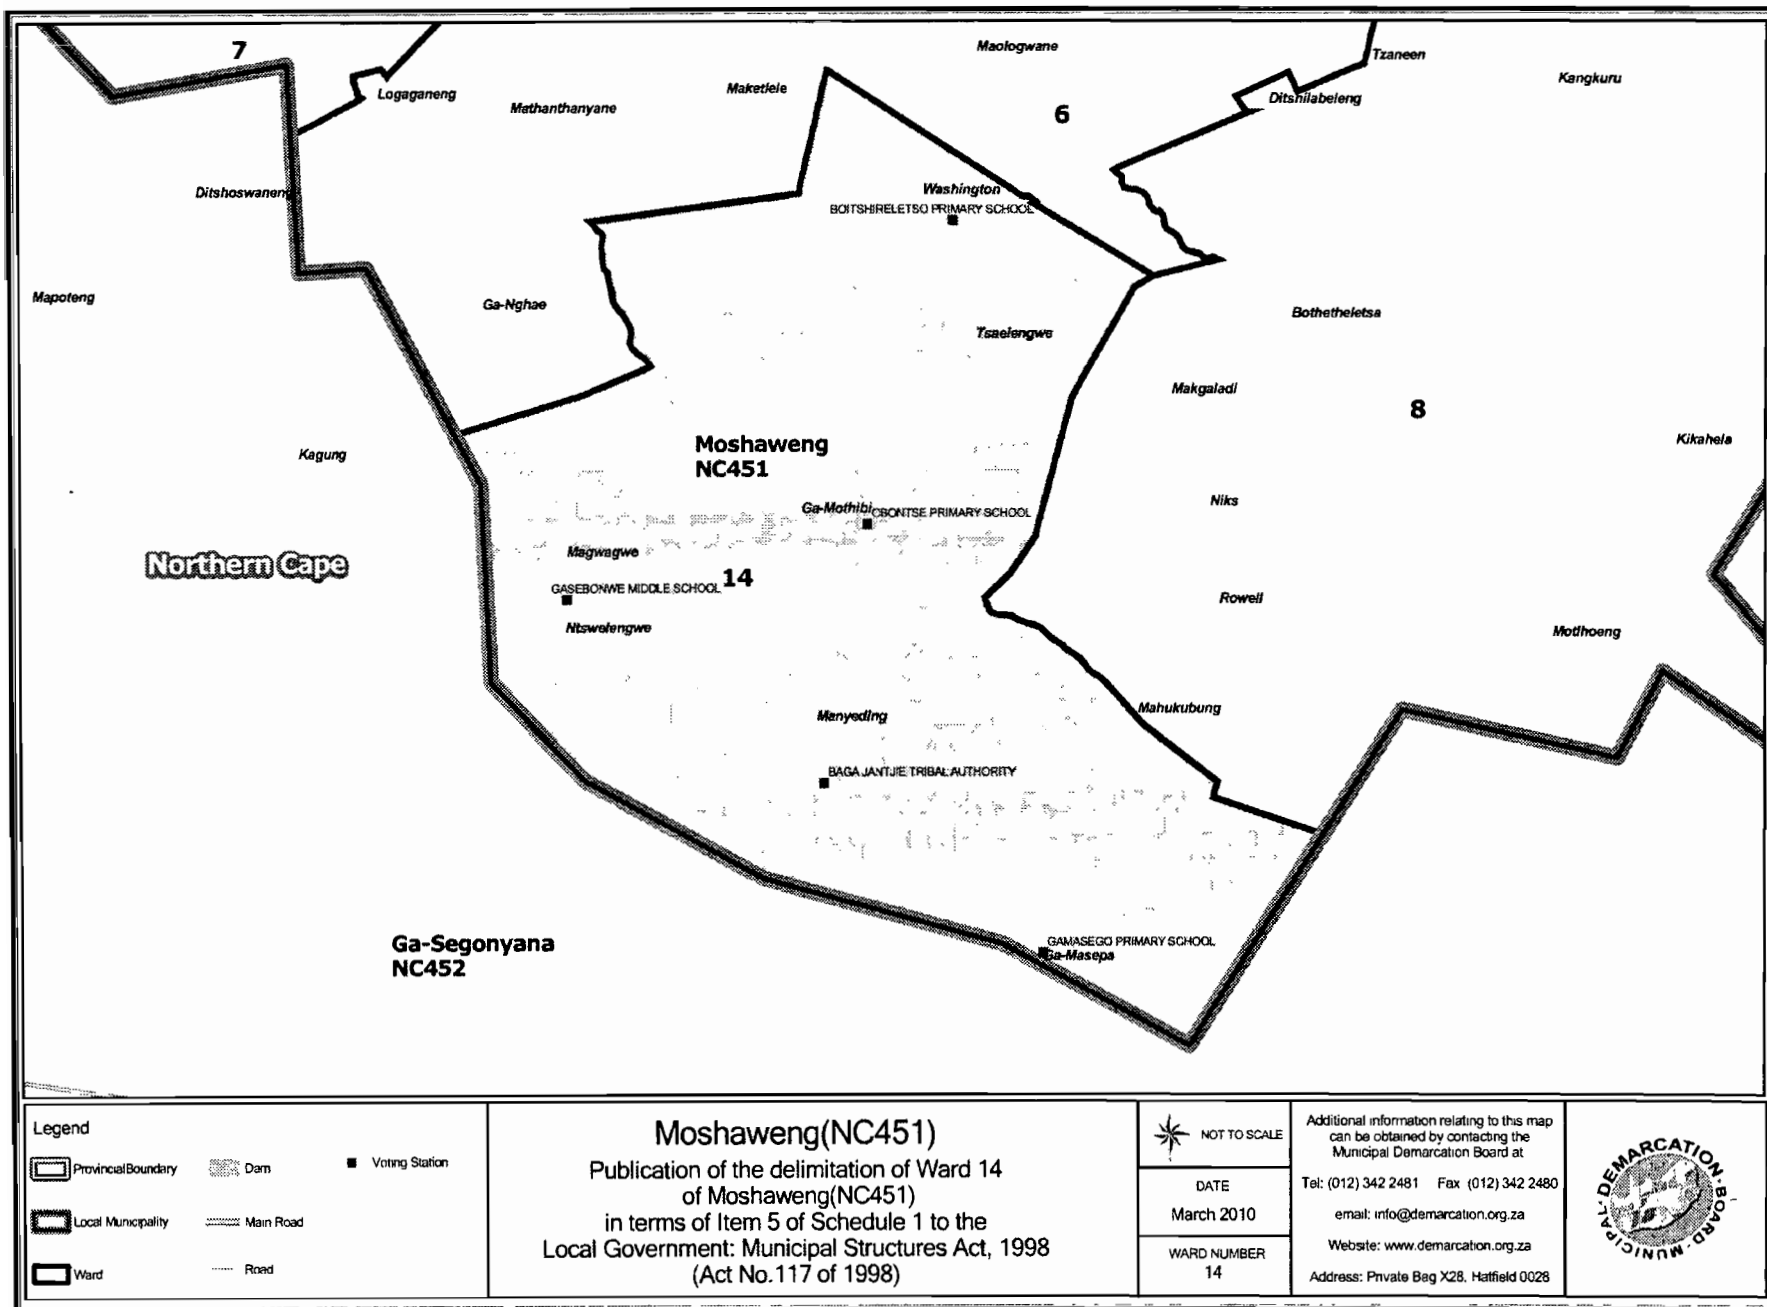 7
Maologwane
Tzaneen
Kangkuru
Logaganeng
Mathanthanyane
Maketlele
6
Ditshilabeleng
Ditshoswaneng
Washington
BOITSHIRELETSO PRIMARY SCHOOL
Mapoteng
Ga-Nghae
Tsaelengwe
Bothetheletsa
Makgaladi
8
Kagung
Moshaweng
NC451
Kikahela
Ga-Mothibi
OBONTSE PRIMARY SCHOOL
Niks
Northern Cape
Magwagwe
14
GASEBONWE MIDDLE SCHOOL
Ntswelengwe
Rowell
Motlhoeng
Manyeding
Mahukubung
BAGA JANTJIE TRIBAL AUTHORITY
Ga-Segonyana
NC452
GAMASEGO PRIMARY SCHOOL
Ga-Masepa
Legend
Provincial Boundary
Dam
Voting Station
Local Municipality
Main Road
Ward
Road
Moshaweng(NC451)
Publication of the delimitation of Ward 14
of Moshaweng(NC451)
in terms of Item 5 of Schedule 1 to the
Local Government: Municipal Structures Act, 1998
(Act No.117 of 1998)
NOT TO SCALE
DATE
March 2010
WARD NUMBER
14
Additional information relating to this map
can be obtained by contacting the
Municipal Demarcation Board at
Tel: (012) 342 2481 Fax (012) 342 2480
email: info@demarcation.org.za
Website: www.demarcation.org.za
Address: Private Bag X28, Hatfield 0028
MUNICIPAL · DEMARCATION · BOARD